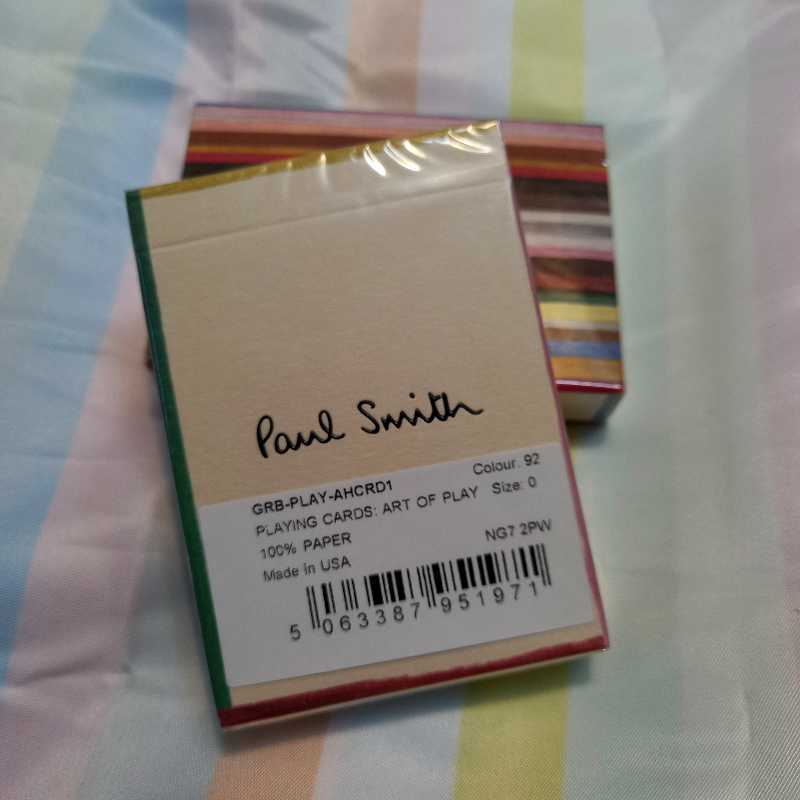 Paul Smith
GRB-PLAY-AHCRD1 Colour. 92
PLAYING CARDS: ART OF PLAY Size: 0
100% PAPER NG7 2PW
Made in USA
5 063387 951971